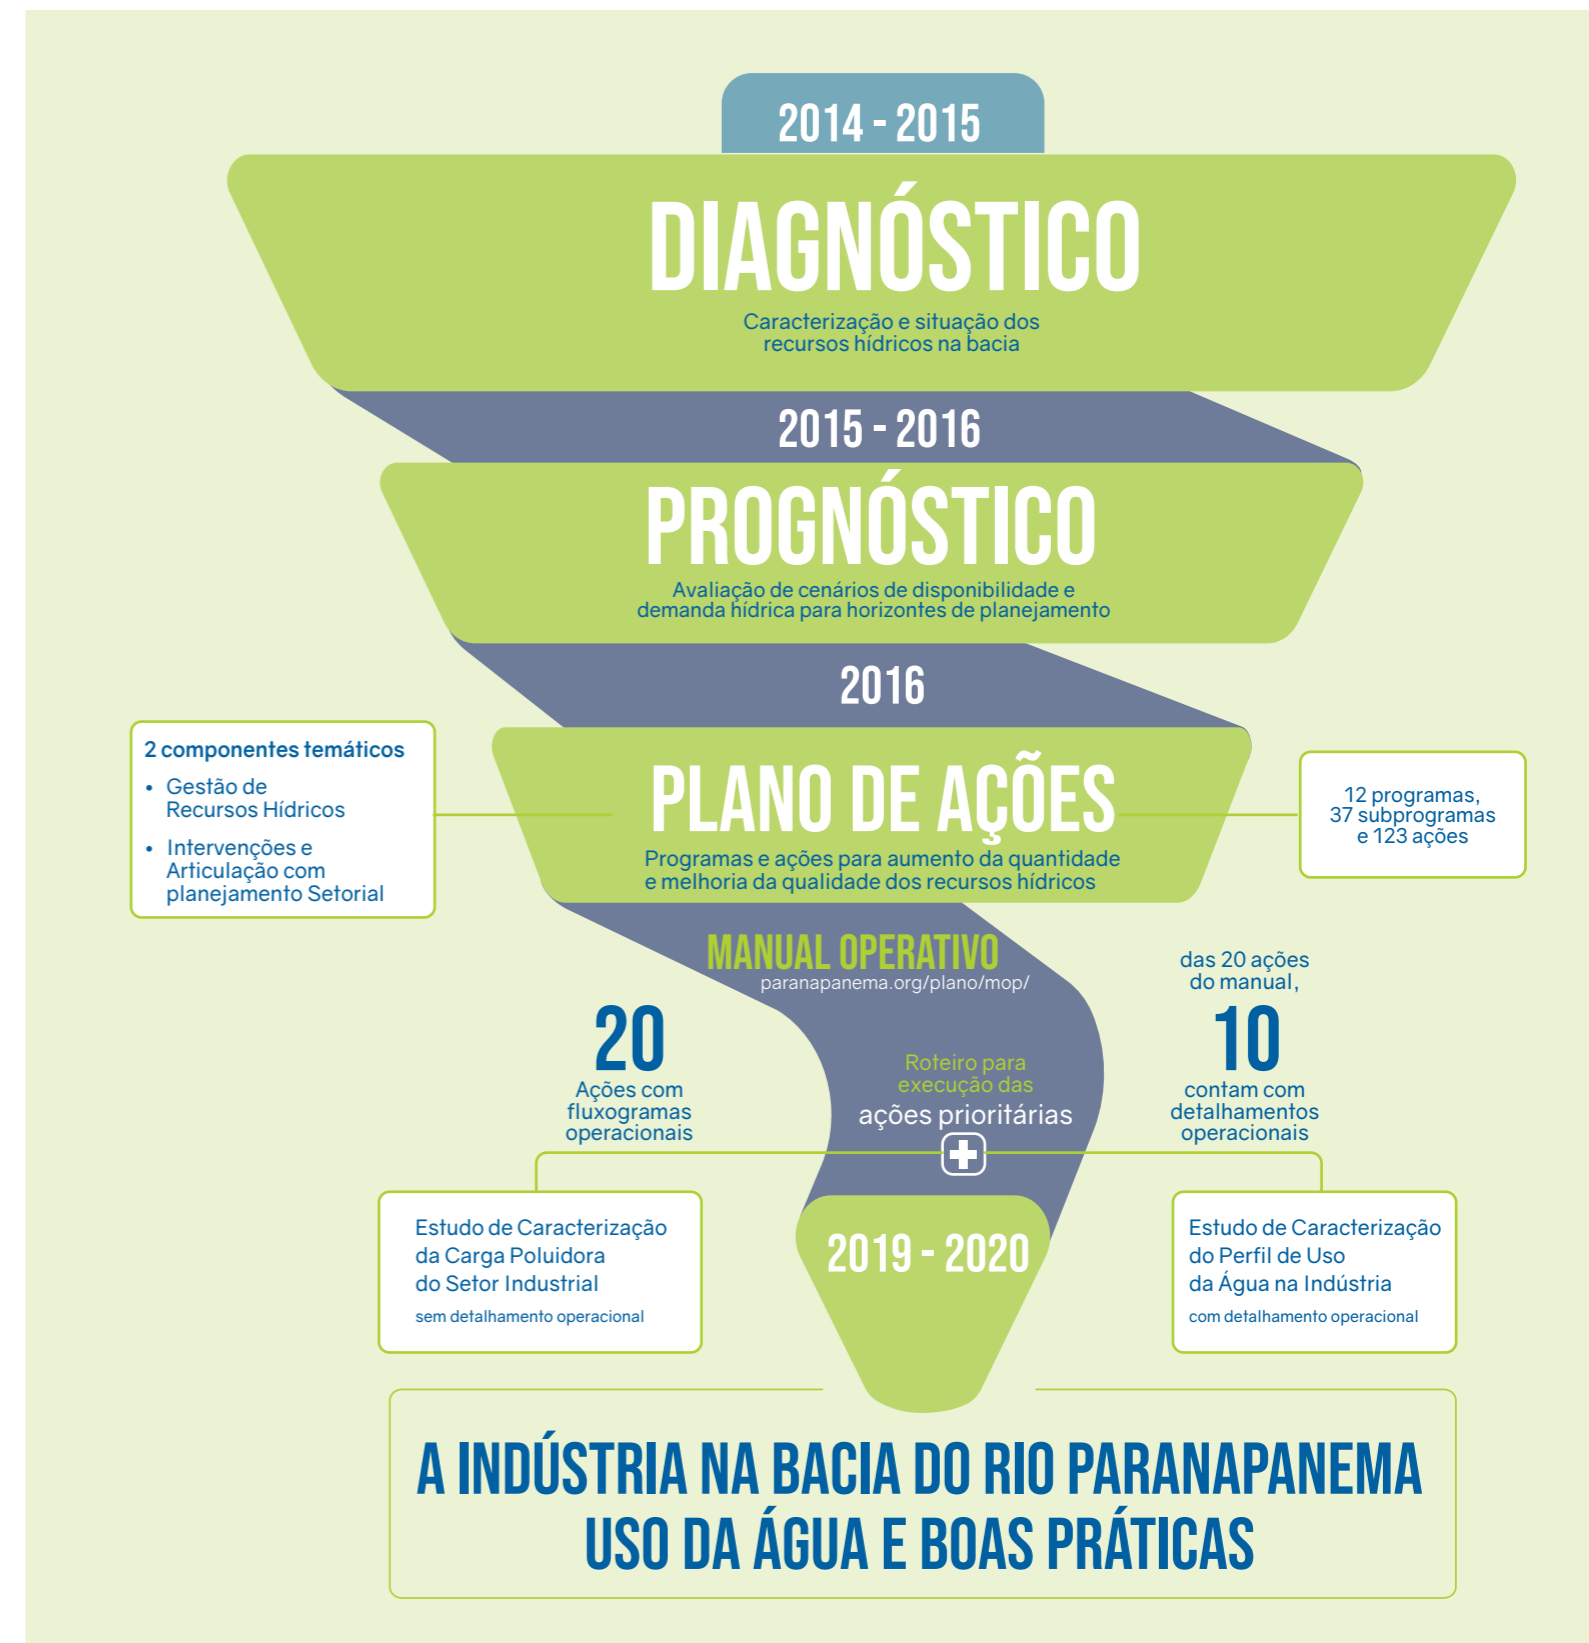 2014 - 2015
DIAGNÓSTICO
Caracterização e situação dos
recursos hídricos na bacia
2015 - 2016
PROGNÓSTICO
Avaliação de cenários de disponibilidade e
demanda hídrica para horizontes de planejamento
2016
2 componentes temáticos
• Gestão de
Recursos Hídricos
• Intervenções e
Articulação com
planejamento Setorial
PLANO DE AÇÕES
Programas e ações para aumento da quantidade
e melhoria da qualidade dos recursos hídricos
12 programas,
37 subprogramas
e 123 ações
MANUAL OPERATIVO
paranapanema.org/plano/mop/
20
Ações com
fluxogramas
operacionais
Roteiro para
execução das
ações prioritárias
das 20 ações
do manual,
10
contam com
detalhamentos
operacionais
Estudo de Caracterização
da Carga Poluidora
do Setor Industrial
sem detalhamento operacional
2019 - 2020
Estudo de Caracterização
do Perfil de Uso
da Água na Indústria
com detalhamento operacional
A INDÚSTRIA NA BACIA DO RIO PARANAPANEMA
USO DA ÁGUA E BOAS PRÁTICAS